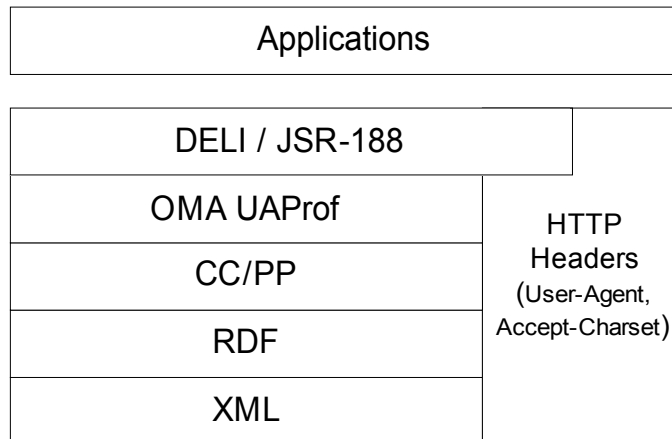 Applications
DELI / JSR-188
OMA UAProf
CC/PP
RDF
XML
HTTP
Headers
(User-Agent,
Accept-Charset)